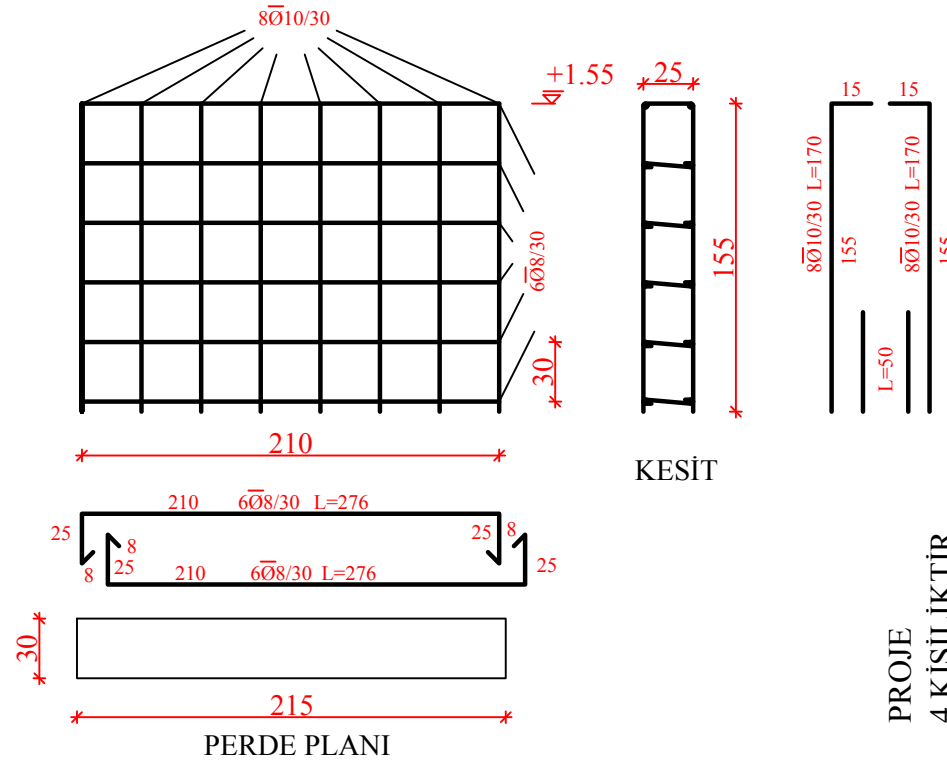 8Ø10/30
+1.55
25
15
15
8Ø10/30 L=170
155
8Ø10/30 L=170
155
155
6Ø8/30
30
L=50
210
KESİT
210 6Ø8/30 L=276
25
8
8
25
25
8
25
210 6Ø8/30 L=276
30
215
PERDE PLANI
PROJE
4 KİŞİLİKTİR